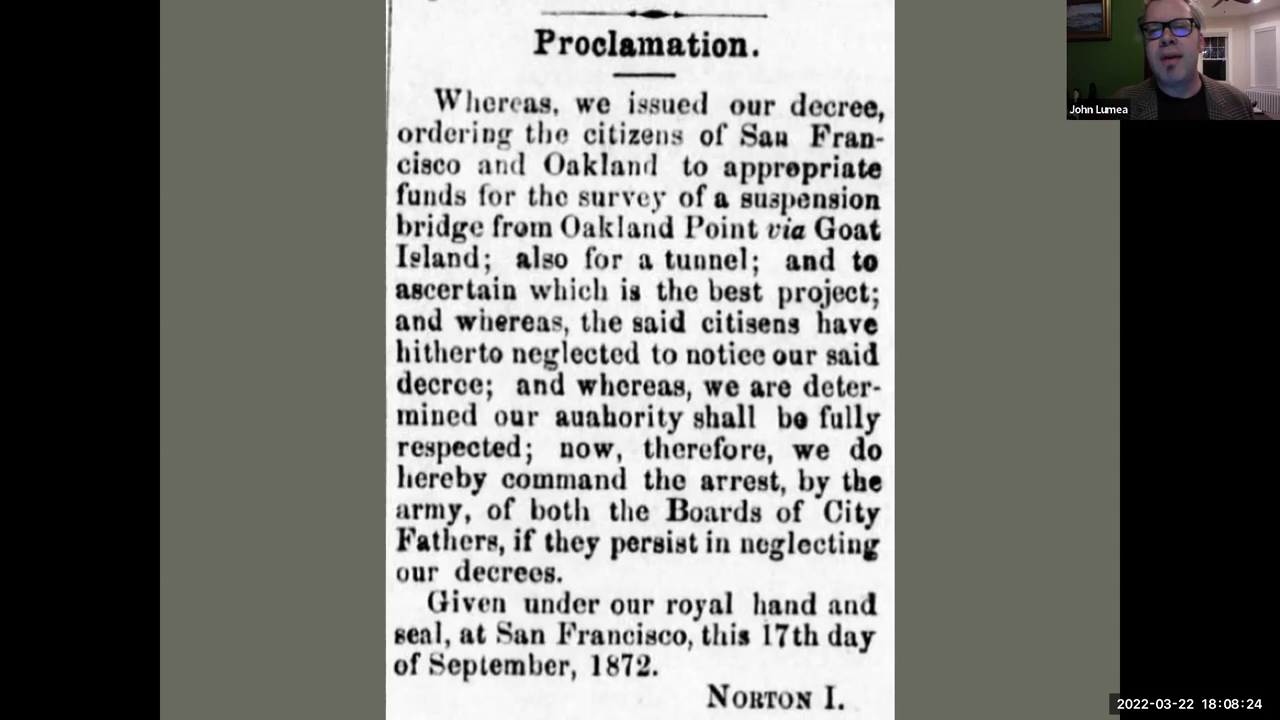 Proclamation.
Whereas, we issued our decree,
ordering the citizens of San Fran-
cisco and Oakland to appropriate
funds for the survey of a suspension
bridge from Oakland Point via Goat
Island; also for a tunnel; and to
ascertain which is the best project;
and whereas, the said citisens have
hitherto neglected to notice our said
decree; and whereas, we are deter-
mined our auahority shall be fully
respected; now, therefore, we do
hereby command the arrest, by the
army, of both the Boards of City
Fathers, if they persist in neglecting
our decrees.
Given under our royal hand and
seal, at San Francisco, this 17th day
of September, 1872.
NORTON I.
John Lumea
2022-03-22 18:08:24